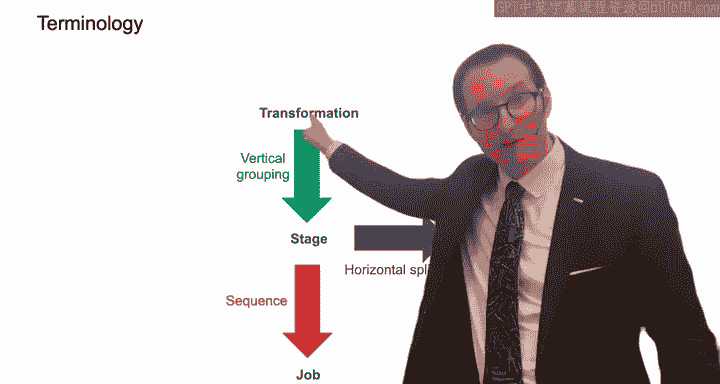 Terminology
Transformation
Vertical
grouping
Stage
Horizontal spl
Sequence
Job